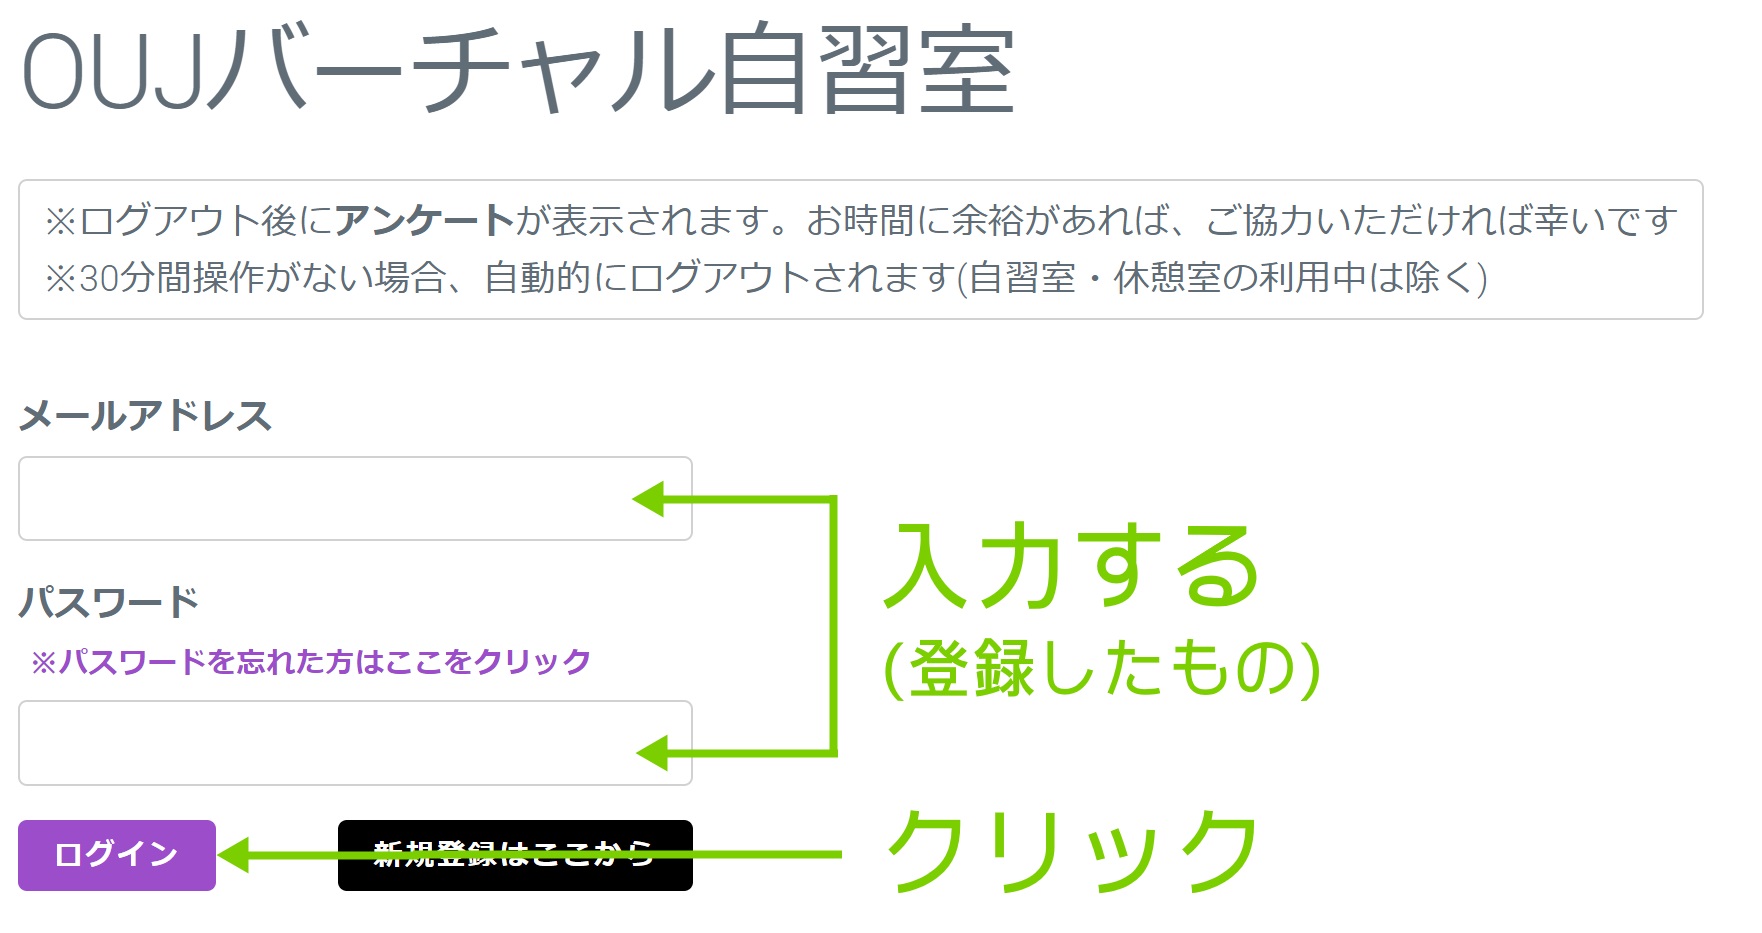 OUJバーチャル自習室
※ログアウト後にアンケートが表示されます。お時間に余裕があれば、ご協力いただければ幸いです
※30分間操作がない場合、自動的にログアウトされます(自習室・休憩室の利用中は除く)
メールアドレス
入力する
(登録したもの)
パスワード
※パスワードを忘れた方はここをクリック
ログイン
新規登録はここから
クリック